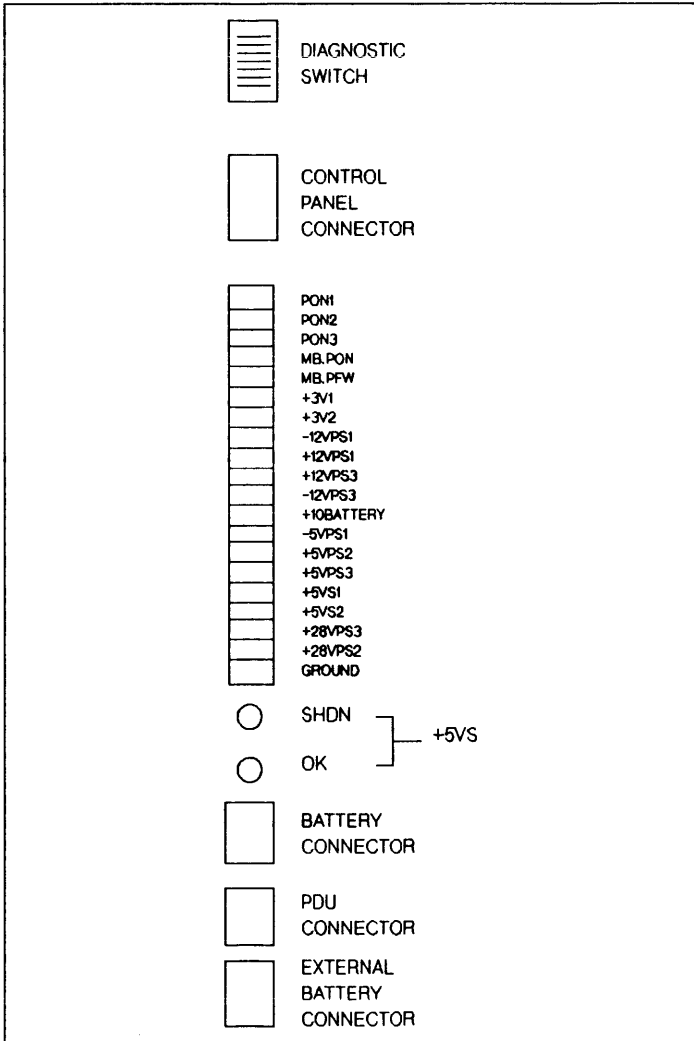 DIAGNOSTIC
SWITCH
CONTROL
PANEL
CONNECTOR
PON1
PON2
PON3
MB.PON
MB.PFW
+3V1
+3V2
-12VPS1
+12VPS1
+12VPS3
-12VPS3
+10BATTERY
-5VPS1
+5VPS2
+5VPS3
+5VS1
+5VS2
+28VPS3
+28VPS2
GROUND
SHDN
+5VS
OK
BATTERY
CONNECTOR
PDU
CONNECTOR
EXTERNAL
BATTERY
CONNECTOR